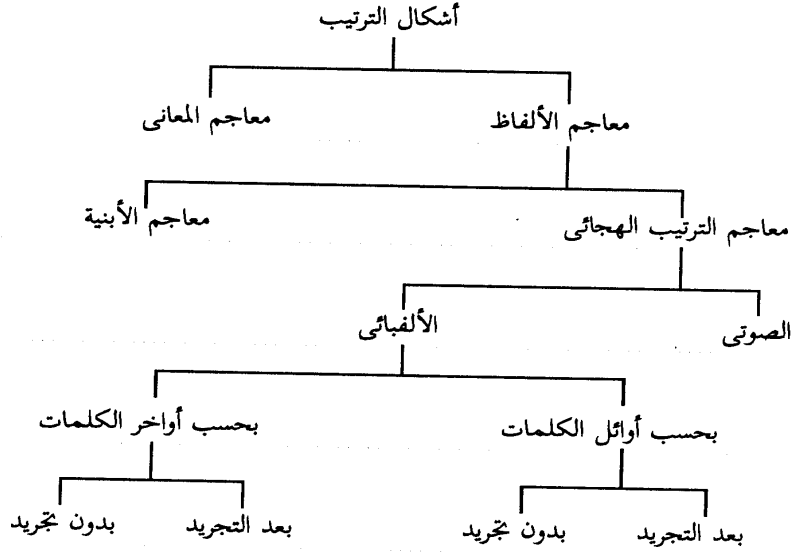 أشكال الترتيب
معاجم الألفاظ
معاجم المعانى
معاجم الترتيب الهجائى
معاجم الأبنية
الصوتى
الألفبائى
بحسب أوائل الكلمات
بحسب أواخر الكلمات
بعد التجريد
بدون تجريد
بعد التجريد
بدون تجريد